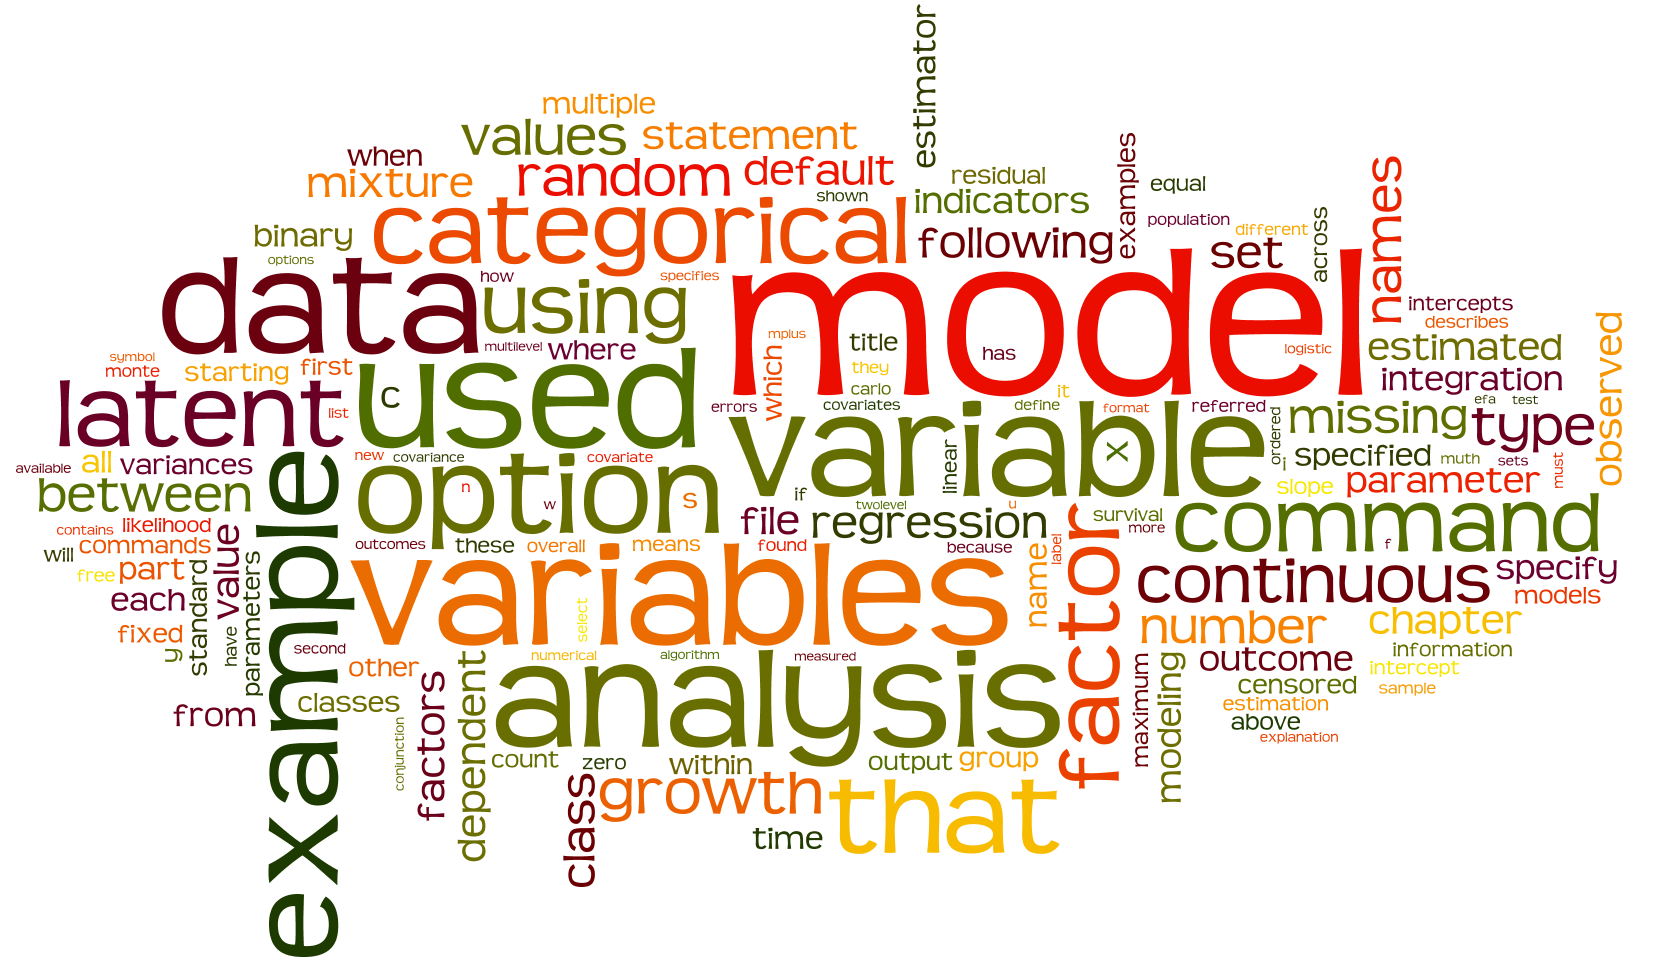 estimator
multiple
values
statement
when
random
default
mixture
shown
residual
equal
examples
names
indicators
categorical
population
binary
following
different
across
set
options
data
how
specifies
using
model
intercepts
describes
observed
mplus
title
has
logistic
estimated
multilevel
where
which
symbol
monte
starting
first
they
integration
latent
used
c
carlo
it
list
errors
covariates
define
format
referred
efa
test
missing
type
variable
x
ordered
available
all
variances
new
covariance
covariate
linear
i
specified
muth
sets
must
between
example
option
n
w
s
if
twolevel
u
slope
parameter
contains
likelihood
value
file
regression
survival
more
command
f
will
commands
outcomes
these
overall
means
found
because
label
free
part
standard
parameters
variables
name
factor
continuous
specify
each
models
fixed
have
select
number
chapter
y
second
numerical
algorithm
measured
outcome
information
other
intercept
from
classes
factors
dependent
analysis
maximum
modeling
censored
sample
estimation
above
explanation
conjunction
count
zero
within
output
group
class
growth
that
time